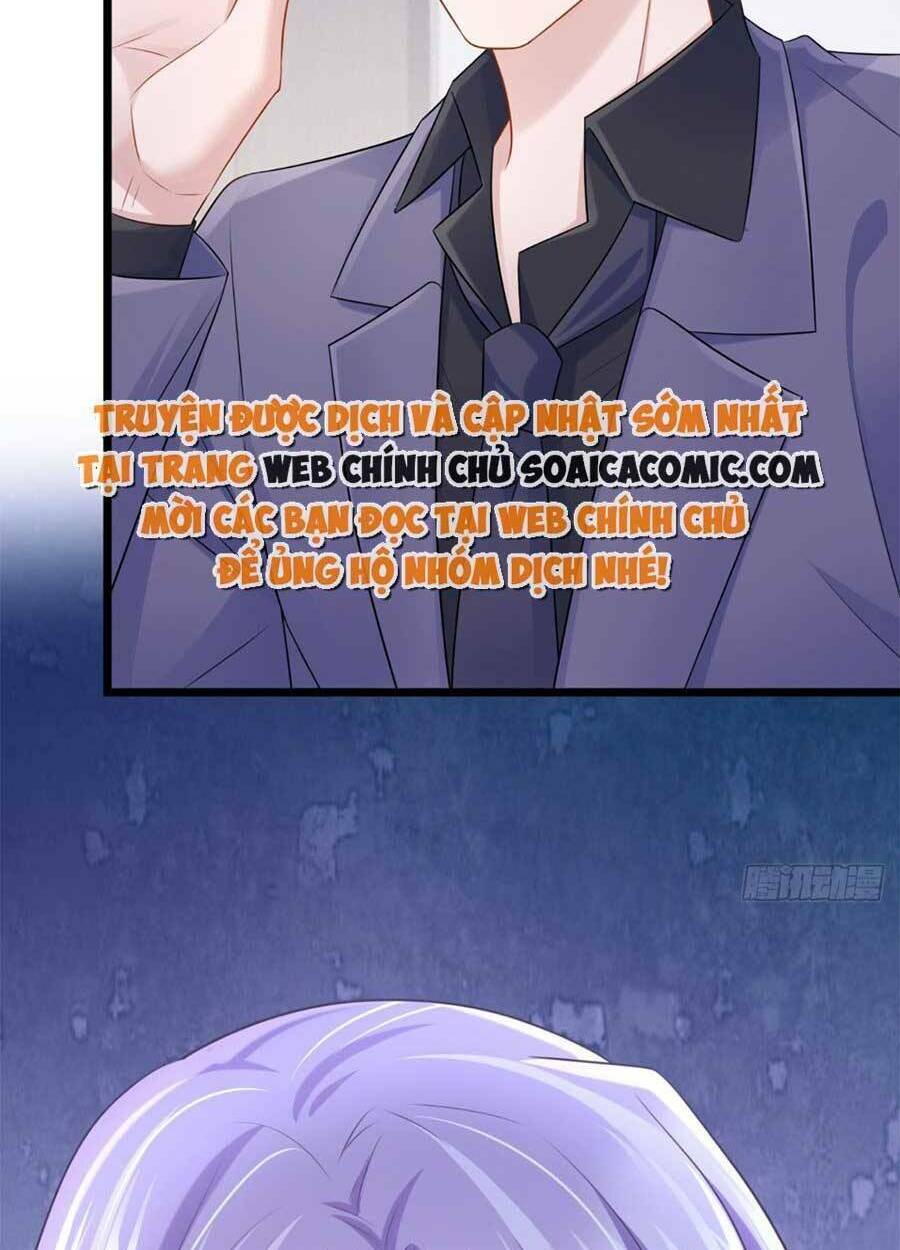 TRUYỆN ĐƯỢC DỊCH VÀ CẬP NHẬT SỚM NHẤT
TẠI TRANG WEB CHÍNH CHỦ SOAICACOMIC.COM
MỜI CÁC BẠN ĐỌC TẠI WEB CHÍNH CHỦ
ĐỂ ỦNG HỘ NHÓM DỊCH NHÉ!
腾讯动漫